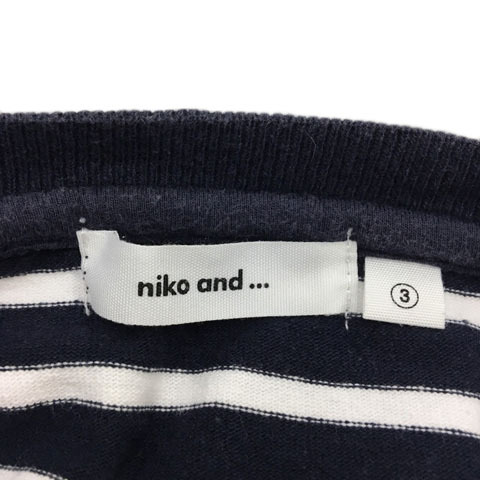 niko and ...
③